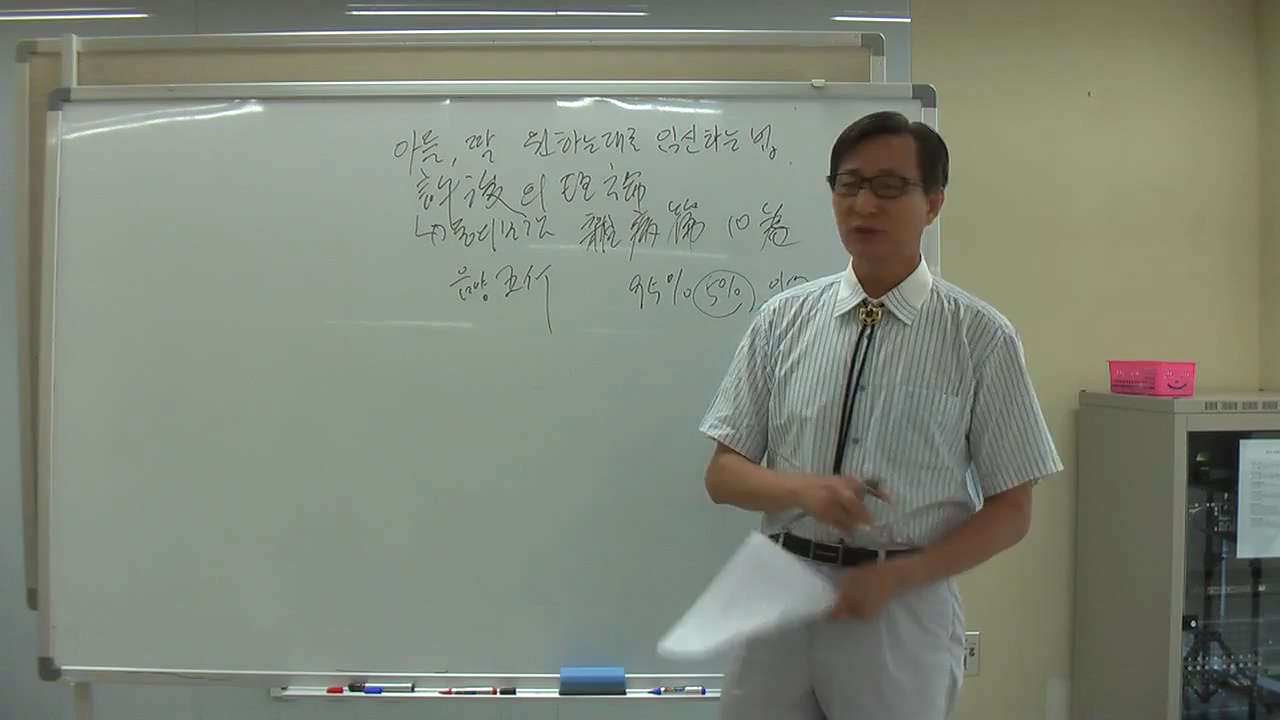 아들, 딸 원하는대로 임신하는 법.
許浚의 理論
동의보감 雜病篇 10卷
음양오행 95% 5%